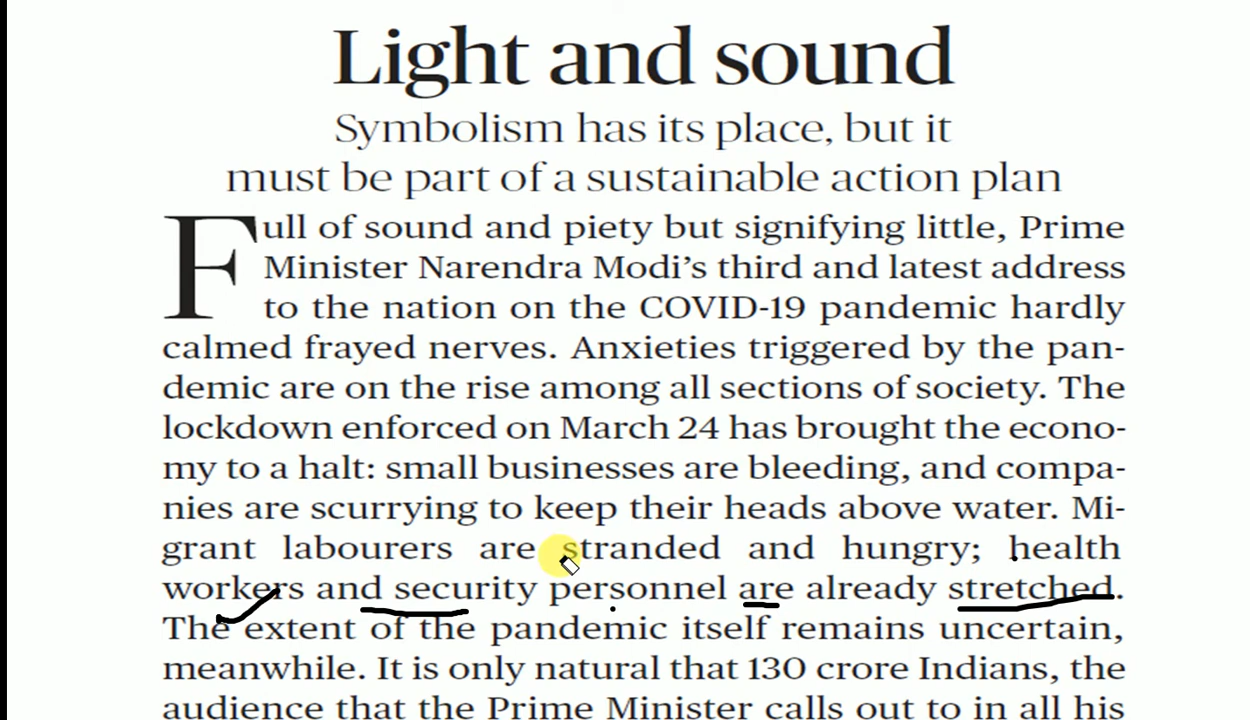 Light and sound
Symbolism has its place, but it
must be part of a sustainable action plan
Full of sound and piety but signifying little, Prime
Minister Narendra Modi’s third and latest address
to the nation on the COVID-19 pandemic hardly
calmed frayed nerves. Anxieties triggered by the pan-
demic are on the rise among all sections of society. The
lockdown enforced on March 24 has brought the econo-
my to a halt: small businesses are bleeding, and compa-
nies are scurrying to keep their heads above water. Mi-
grant labourers are stranded and hungry; health
workers and security personnel are already stretched.
The extent of the pandemic itself remains uncertain,
meanwhile. It is only natural that 130 crore Indians, the
audience that the Prime Minister calls out to in all his